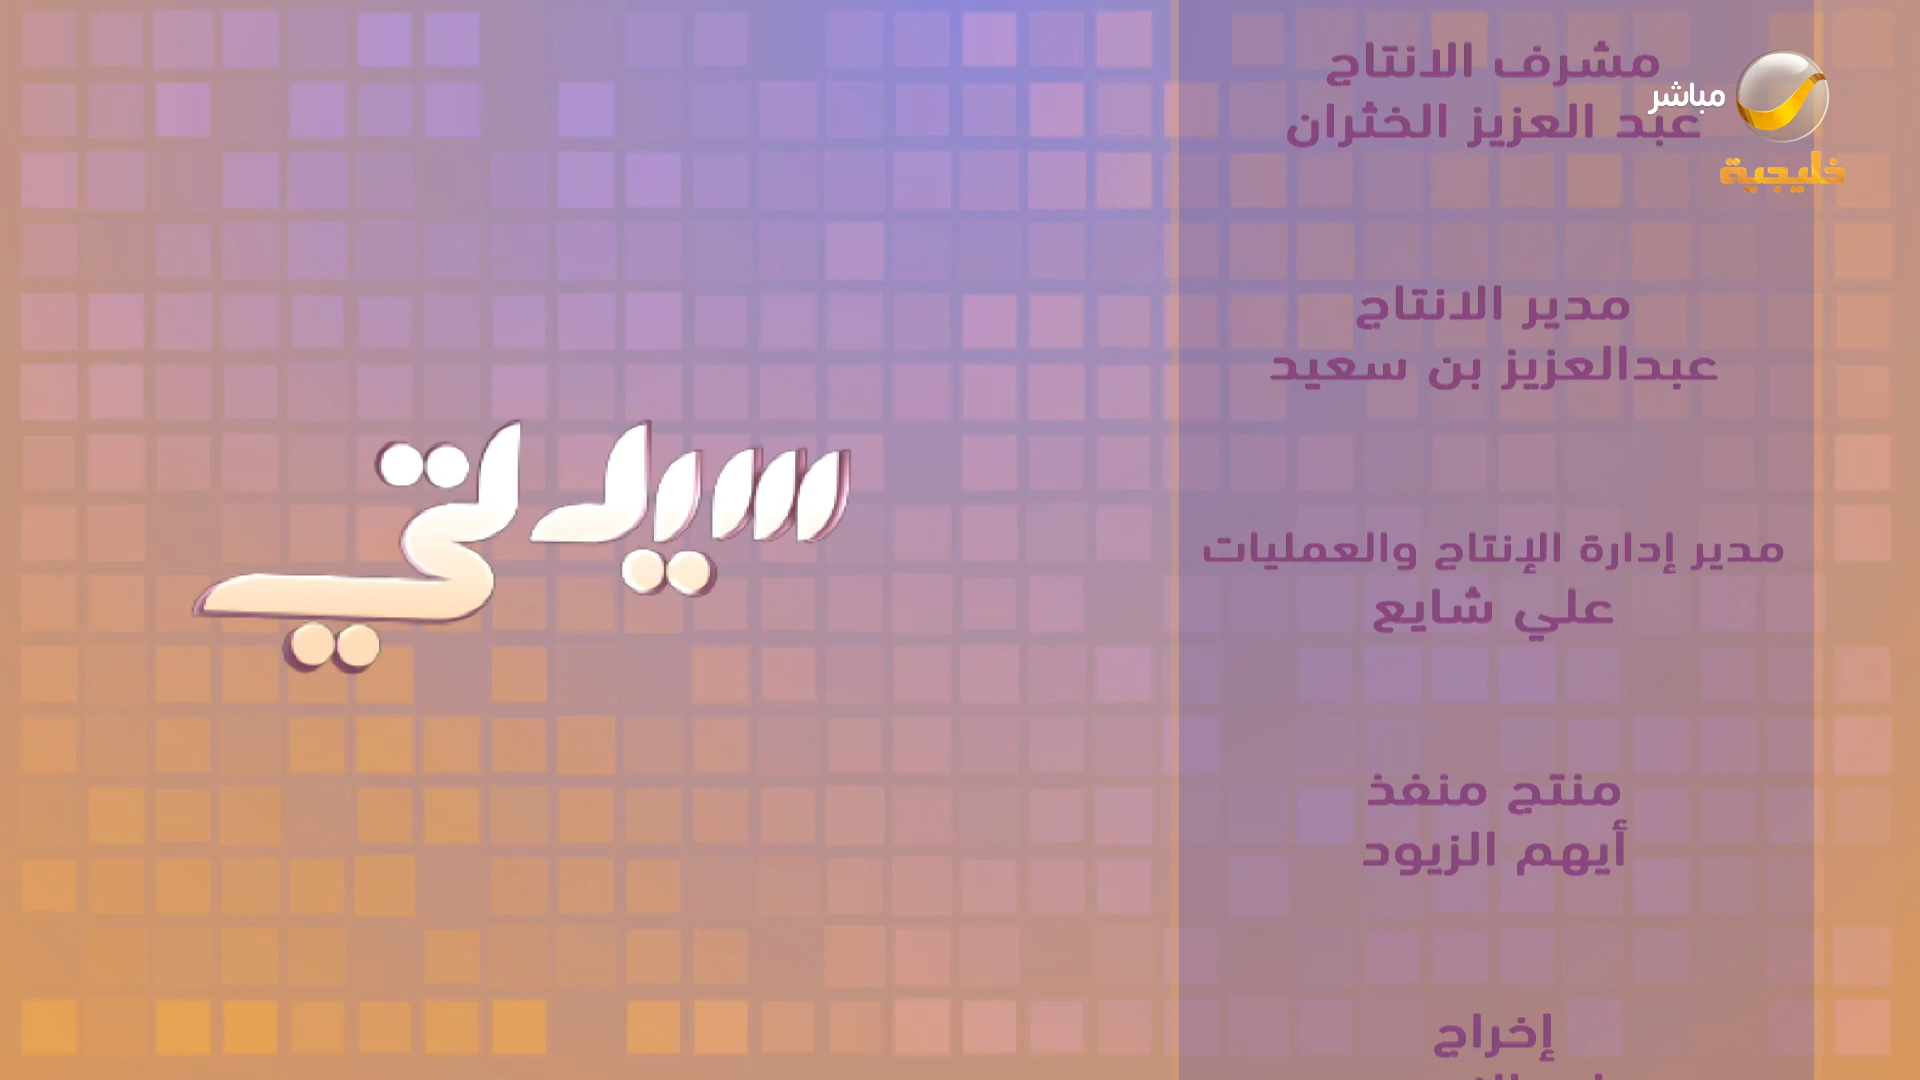 مشرف الانتاج
عبد العزيز الخثران
مباشر
خليجية
مدير الانتاج
عبدالعزيز بن سعيد
سيدتي
مدير إدارة الإنتاج والعمليات
علي شايع
منتج منفذ
أيهم الزيود
إخراج